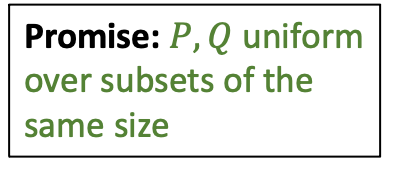 Promise: P, Q uniform
over subsets of the
same size